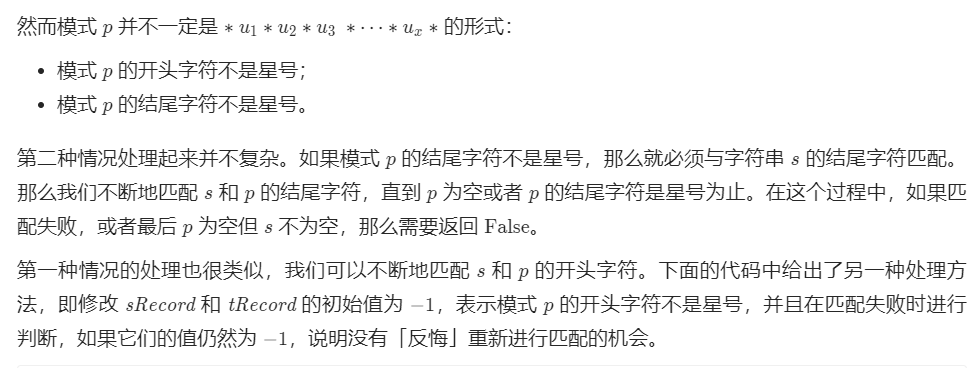 然而模式 p 并不一定是 ∗ u₁ ∗ u₂ ∗ u₃ ∗ ⋯ ∗ uₓ ∗ 的形式：
• 模式 p 的开头字符不是星号；
• 模式 p 的结尾字符不是星号。
第二种情况处理起来并不复杂。如果模式 p 的结尾字符不是星号，那么就必须与字符串 s 的结尾字符匹配。
那么我们不断地匹配 s 和 p 的结尾字符，直到 p 为空或者 p 的结尾字符是星号为止。在这个过程中，如果匹
配失败，或者最后 p 为空但 s 不为空，那么需要返回 False。
第一种情况的处理也很类似，我们可以不断地匹配 s 和 p 的开头字符。下面的代码中给出了另一种处理方
法，即修改 sRecord 和 tRecord 的初始值为 −1，表示模式 p 的开头字符不是星号，并且在匹配失败时进行
判断，如果它们的值仍然为 −1，说明没有「反悔」重新进行匹配的机会。